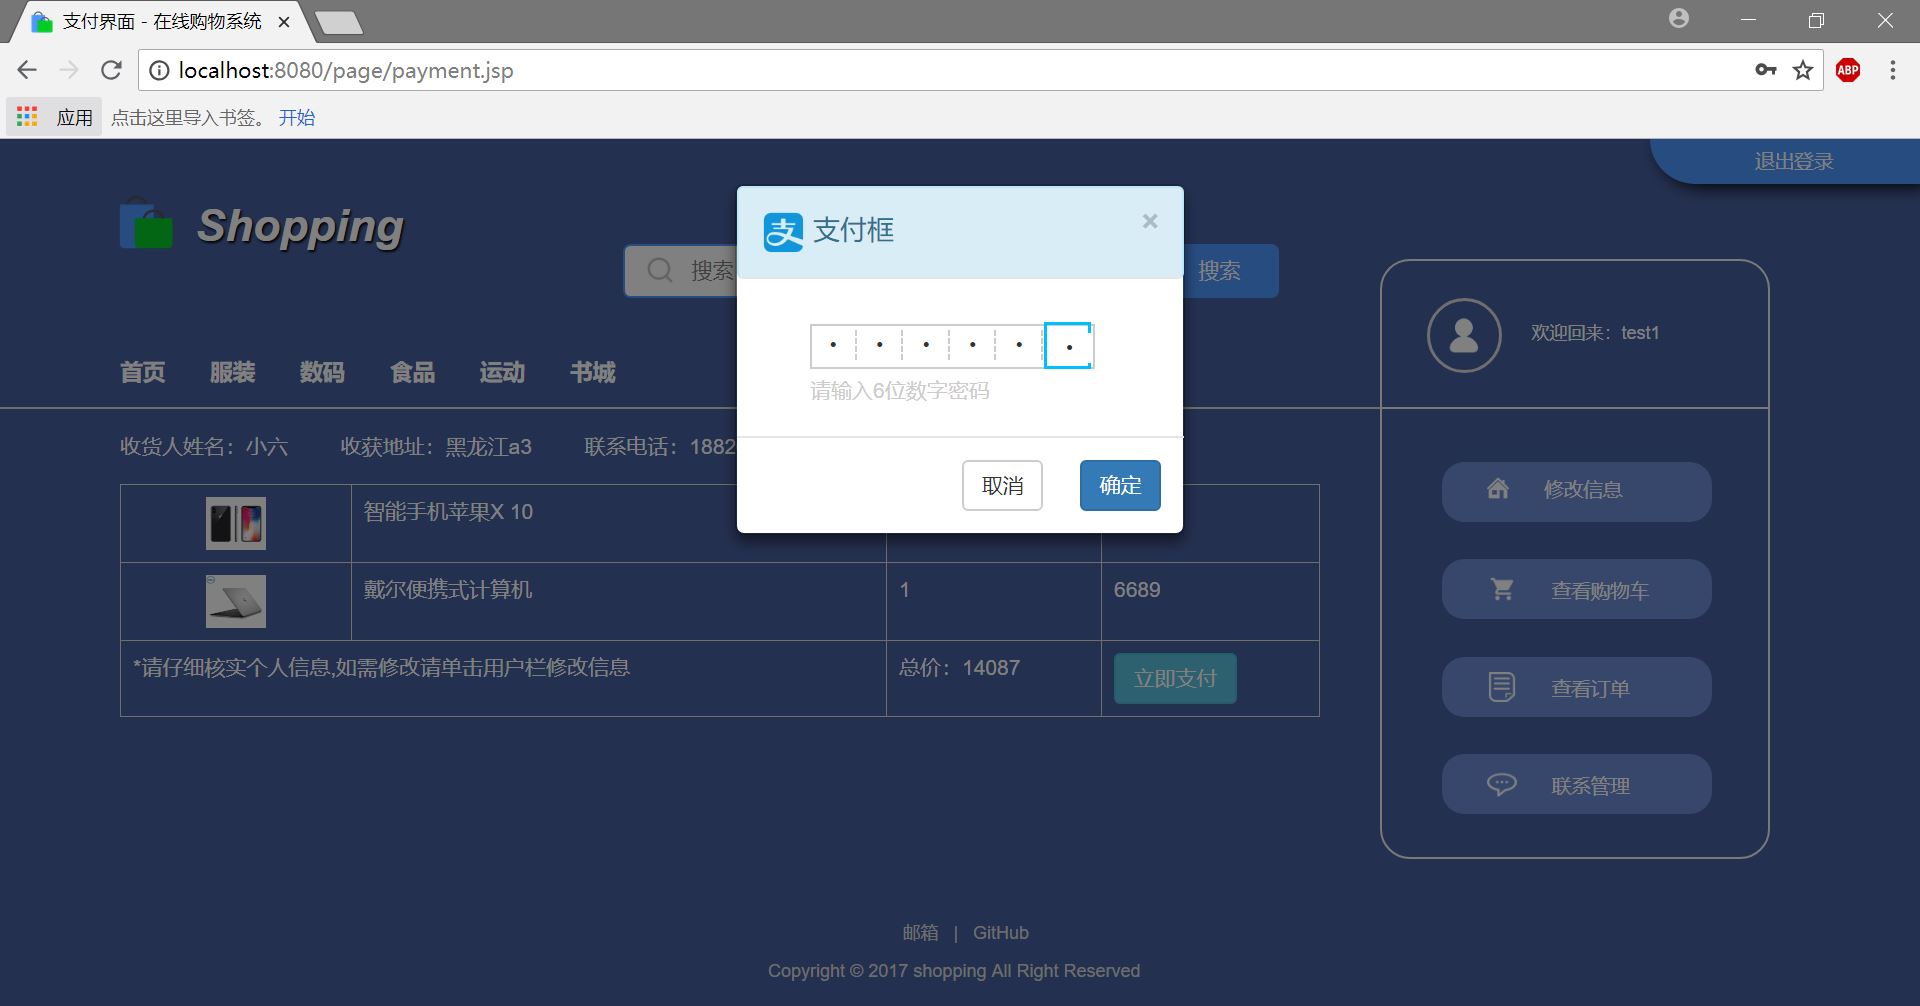 支付界面 - 在线购物系统
localhost:8080/page/payment.jsp
ABP
应用 点击这里导入书签。 开始
退出登录
Shopping
搜索
搜索
支 支付框 ×
请输入6位数字密码
取消 确定
欢迎回来：test1
首页 服装 数码 食品 运动 书城
收货人姓名：小六 收获地址：黑龙江a3 联系电话：1882
智能手机苹果X 10
戴尔便携式计算机 1 6689
*请仔细核实个人信息,如需修改请单击用户栏修改信息 总价：14087 立即支付
修改信息
查看购物车
查看订单
联系管理
邮箱 | GitHub
Copyright © 2017 shopping All Right Reserved